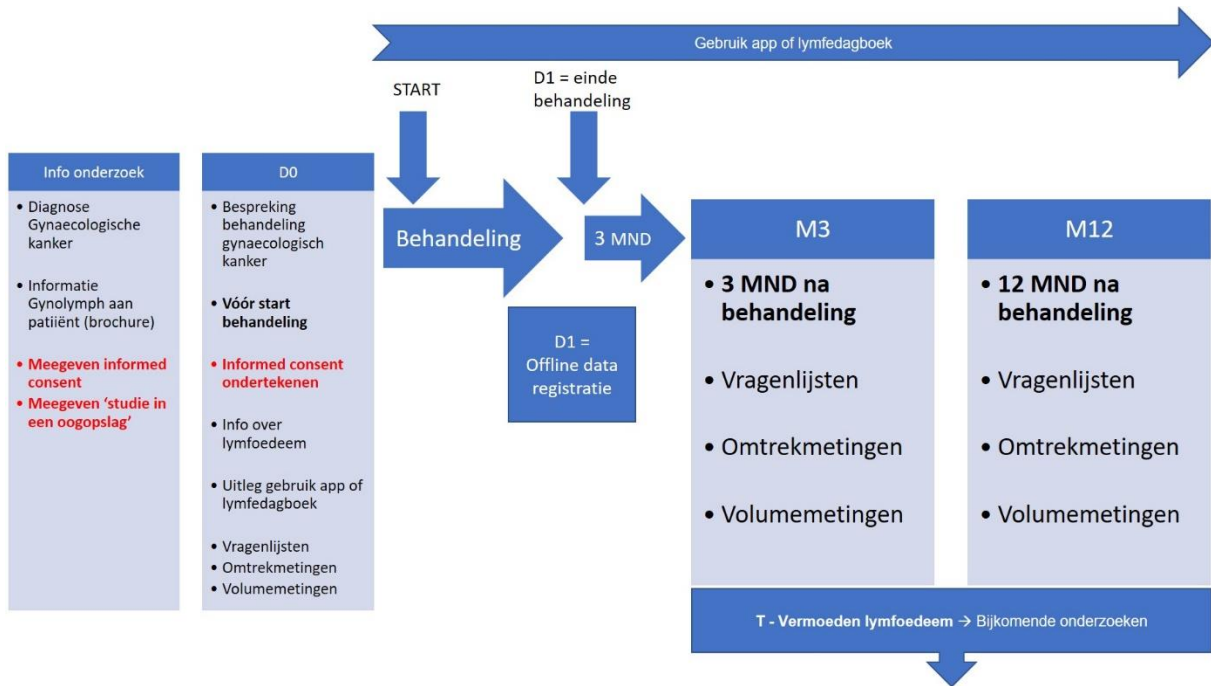 Gebruik app of lymfedagboek
START
D1 = einde
behandeling
Info onderzoek
• Diagnose
Gynaecologische
kanker
• Informatie
Gynolymph aan
patiiënt (brochure)
• Meegeven informed
consent
• Meegeven ‘studie in
een oogopslag’
D0
• Bespreking
behandeling
gynaecologisch
kanker
• Vóór start
behandeling
• Informed consent
ondertekenen
• Info over
lymfoedeem
• Uitleg gebruik app of
lymfedagboek
• Vragenlijsten
• Omtrekmetingen
• Volumemetingen
Behandeling
3 MND
D1 =
Offline data
registratie
M3
• 3 MND na
behandeling
• Vragenlijsten
• Omtrekmetingen
• Volumemetingen
M12
• 12 MND na
behandeling
• Vragenlijsten
• Omtrekmetingen
• Volumemetingen
T - Vermoeden lymfoedeem → Bijkomende onderzoeken